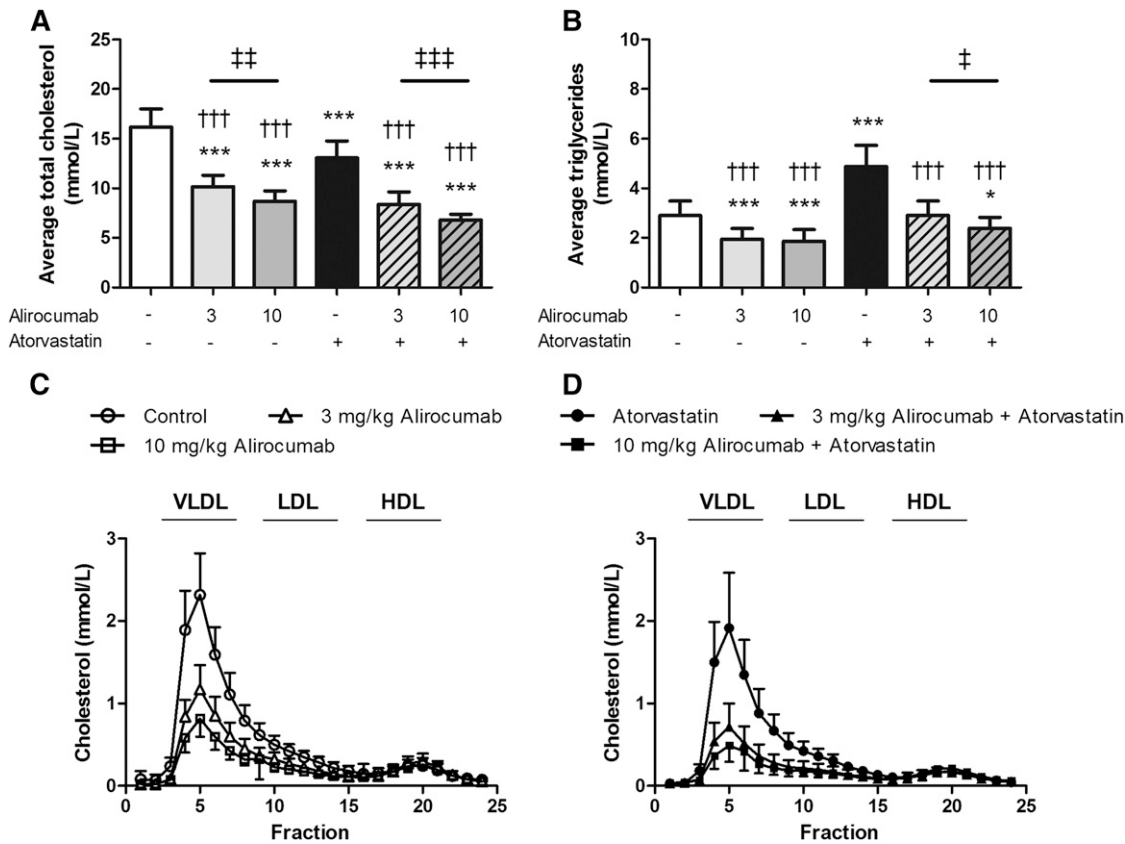 A
Average total cholesterol
(mmol/L)
25
20
15
10
5
0
‡‡
‡‡‡
†††
***
†††
***
***
†††
***
†††
***
Alirocumab - 3 10 - 3 10
Atorvastatin - - - + + +
B
Average triglycerides
(mmol/L)
10
8
6
4
2
0
‡
†††
***
†††
***
***
†††
†††
*
Alirocumab - 3 10 - 3 10
Atorvastatin - - - + + +
C
Control
3 mg/kg Alirocumab
10 mg/kg Alirocumab
VLDL LDL HDL
Cholesterol (mmol/L)
3
2
1
0
0 5 10 15 20 25
Fraction
D
Atorvastatin
3 mg/kg Alirocumab + Atorvastatin
10 mg/kg Alirocumab + Atorvastatin
VLDL LDL HDL
Cholesterol (mmol/L)
3
2
1
0
0 5 10 15 20 25
Fraction